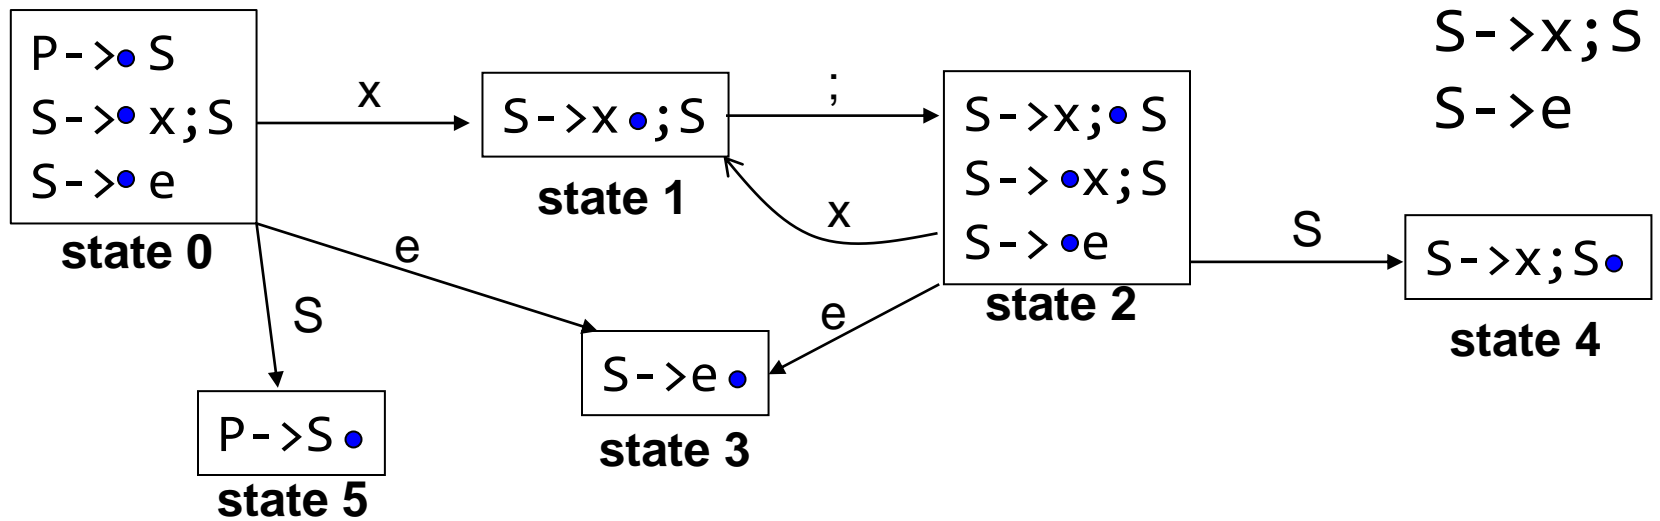 P->• S
S->• x;S
S->• e
state 0
x
S->x •;S
state 1
;
S->x;• S
S-> •x;S
S-> •e
state 2
x
e
S
e
S
S->x;S•
state 4
S->e •
state 3
P->S •
state 5
S->x;S
S->e